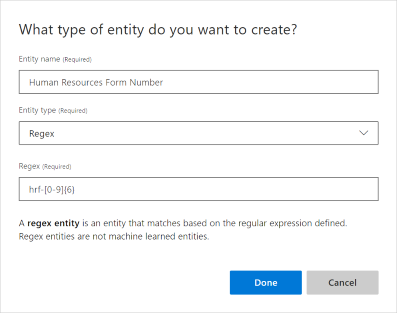 What type of entity do you want to create?
Entity name (Required)
Human Resources Form Number
Entity type (Required)
Regex
Regex (Required)
hrf-[0-9]{6}
A regex entity is an entity that matches based on the regular expression defined.
Regex entities are not machine learned entities.
Done Cancel